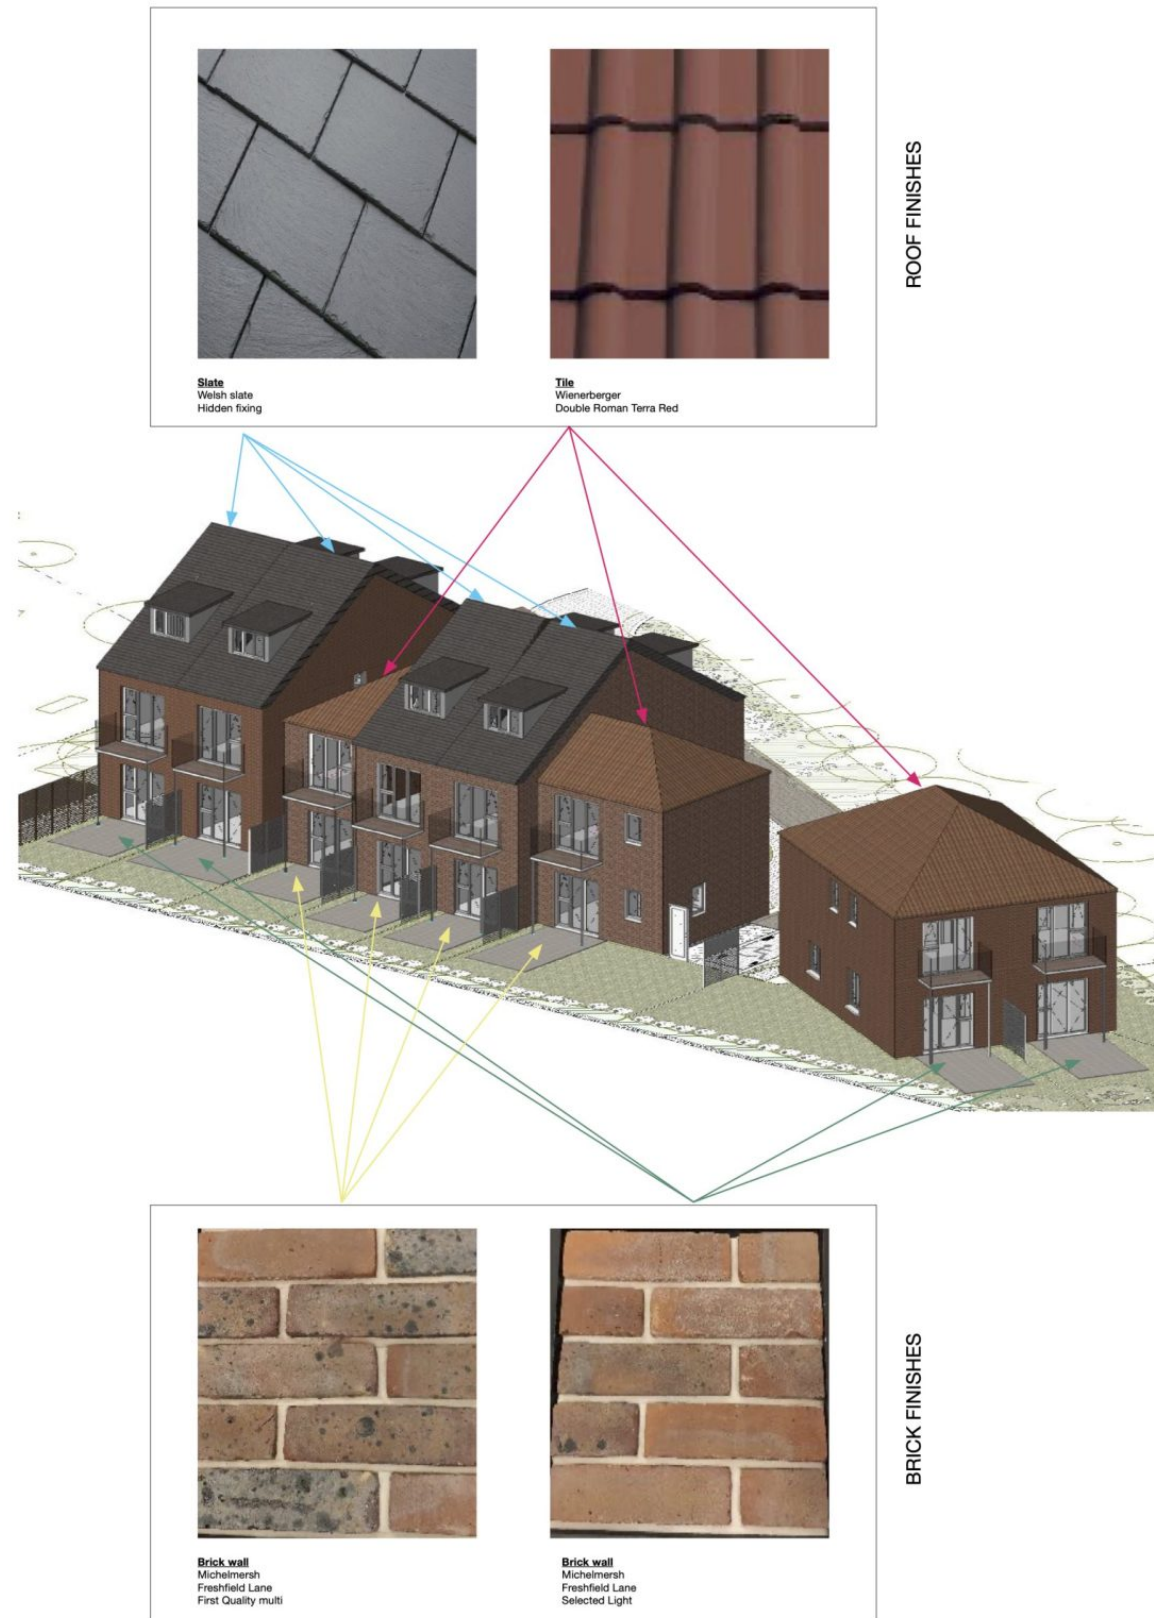 ROOF FINISHES
Slate
Welsh slate
Hidden fixing
Tile
Wienerberger
Double Roman Terra Red
BRICK FINISHES
Brick wall
Michelmersh
Freshfield Lane
First Quality multi
Brick wall
Michelmersh
Freshfield Lane
Selected Light